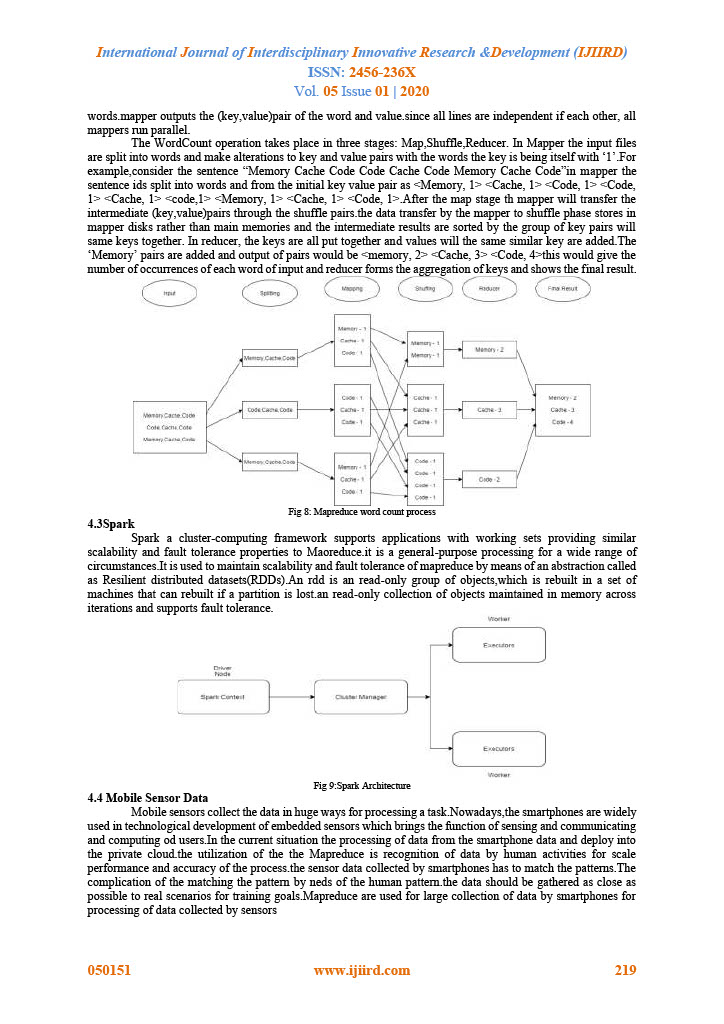 International Journal of Interdisciplinary Innovative Research &Development (IJIIRD)
ISSN: 2456-236X
Vol. 05 Issue 01 | 2020
words.mapper outputs the (key,value)pair of the word and value.since all lines are independent if each other, all
mappers run parallel.
The WordCount operation takes place in three stages: Map,Shuffle,Reducer. In Mapper the input files
are split into words and make alterations to key and value pairs with the words the key is being itself with ‘1’.For
example,consider the sentence “Memory Cache Code Code Cache Code Memory Cache Code”in mapper the
sentence ids split into words and from the initial key value pair as <Memory, 1> <Cache, 1> <Code, 1> <Code,
1> <Cache, 1> <code,1> <Memory, 1> <Cache, 1> <Code, 1>.After the map stage th mapper will transfer the
intermediate (key,value)pairs through the shuffle pairs.the data transfer by the mapper to shuffle phase stores in
mapper disks rather than main memories and the intermediate results are sorted by the group of key pairs will
same keys together. In reducer, the keys are all put together and values will the same similar key are added.The
‘Memory’ pairs are added and output of pairs would be <memory, 2> <Cache, 3> <Code, 4>this would give the
number of occurrences of each word of input and reducer forms the aggregation of keys and shows the final result.
Input
Splitting
Mapping
Shuffling
Reducer
Final Result
Memory,Cache,Code
Code,Cache,Code
Memory,Cache,Code
Memory,Cache,Code
Code,Cache,Code
Memory,Cache,Code
Memory - 1
Cache - 1
Code - 1
Code - 1
Cache - 1
Code - 1
Memory - 1
Cache - 1
Code - 1
Memory - 1
Memory - 1
Cache - 1
Cache - 1
Cache - 1
Code - 1
Code - 1
Code - 1
Code - 1
Memory - 2
Cache - 3
Code - 2
Memory - 2
Cache - 3
Code - 4
Fig 8: Mapreduce word count process
4.3Spark
Spark a cluster-computing framework supports applications with working sets providing similar
scalability and fault tolerance properties to Maoreduce.it is a general-purpose processing for a wide range of
circumstances.It is used to maintain scalability and fault tolerance of mapreduce by means of an abstraction called
as Resilient distributed datasets(RDDs).An rdd is an read-only group of objects,which is rebuilt in a set of
machines that can rebuilt if a partition is lost.an read-only collection of objects maintained in memory across
iterations and supports fault tolerance.
Worker
Executors
Driver
Node
Spark Context
Cluster Manager
Executors
Worker
Fig 9:Spark Architecture
4.4 Mobile Sensor Data
Mobile sensors collect the data in huge ways for processing a task.Nowadays,the smartphones are widely
used in technological development of embedded sensors which brings the function of sensing and communicating
and computing od users.In the current situation the processing of data from the smartphone data and deploy into
the private cloud.the utilization of the the Mapreduce is recognition of data by human activities for scale
performance and accuracy of the process.the sensor data collected by smartphones has to match the patterns.The
complication of the matching the pattern by neds of the human pattern.the data should be gathered as close as
possible to real scenarios for training goals.Mapreduce are used for large collection of data by smartphones for
processing of data collected by sensors
050151
www.ijiird.com
219